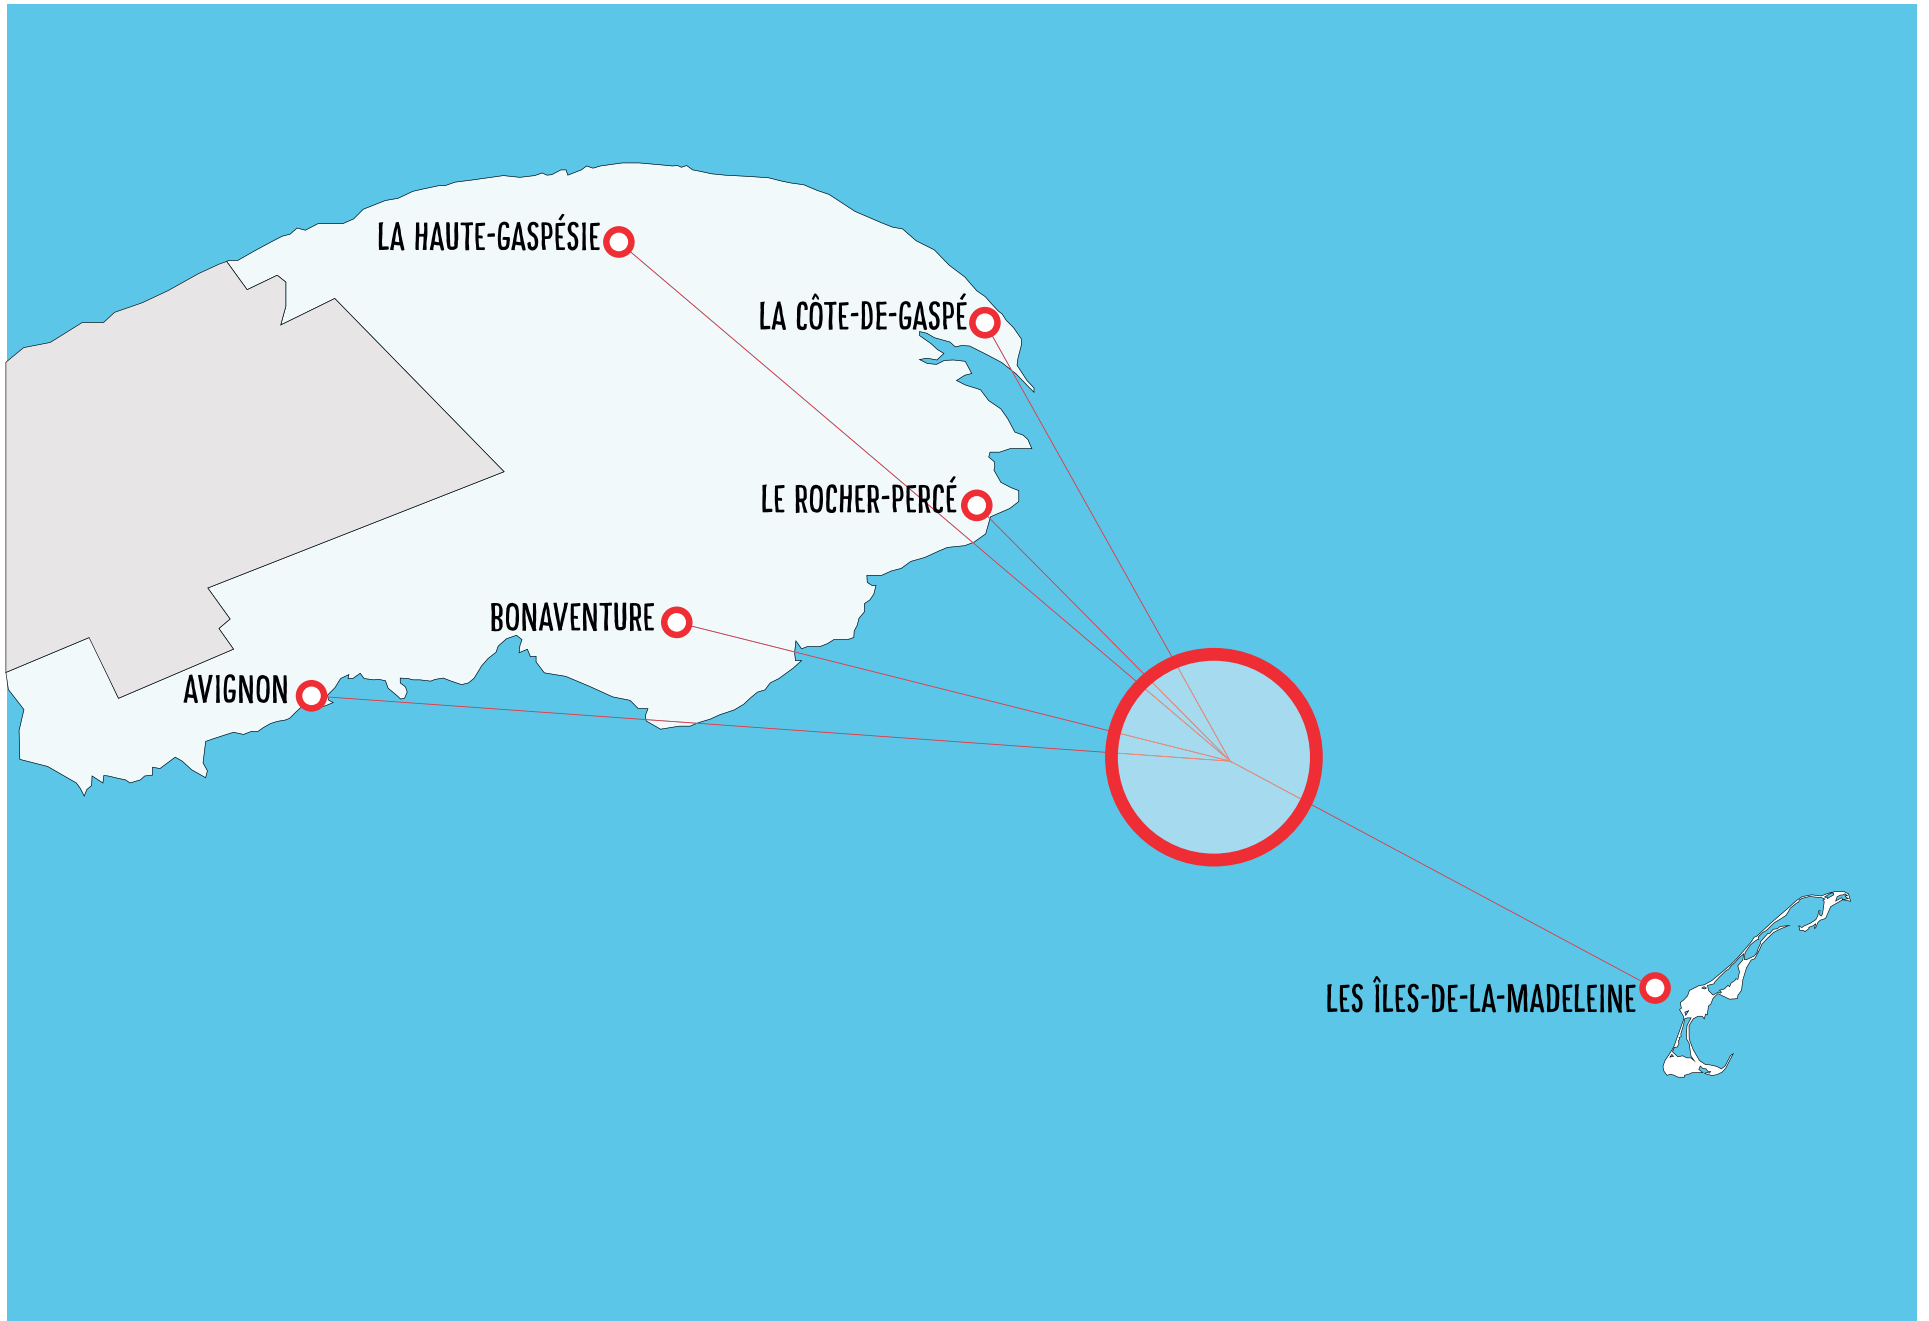 LA HAUTE-GASPÉSIE
LA CÔTE-DE-GASPÉ
LE ROCHER-PERCÉ
BONAVENTURE
AVIGNON
LES ÎLES-DE-LA-MADELEINE